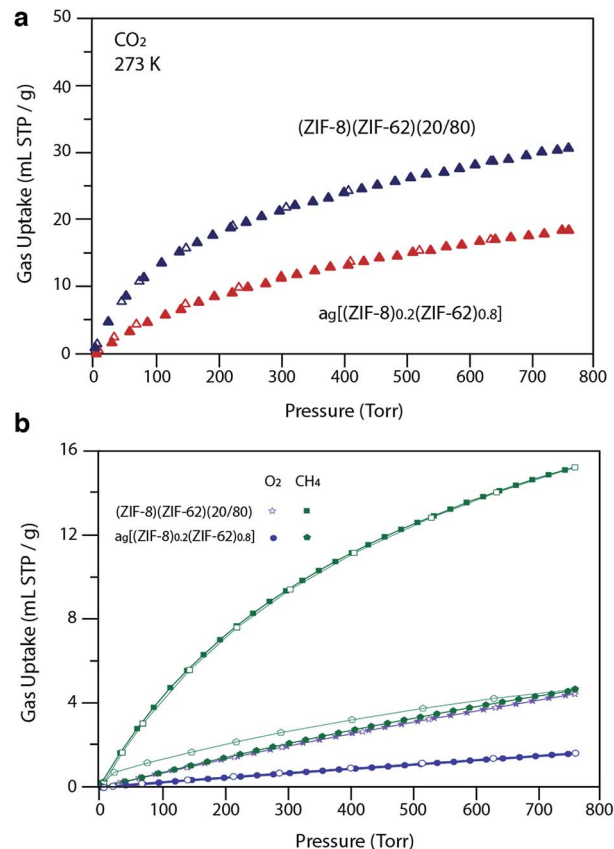 a
50
40
30
20
10
0
Gas Uptake (mL STP / g)
CO2
273 K
(ZIF-8)(ZIF-62)(20/80)
ag[(ZIF-8)0.2(ZIF-62)0.8]
0 100 200 300 400 500 600 700 800
Pressure (Torr)
b
16
12
8
4
0
Gas Uptake (mL STP / g)
O2 CH4
(ZIF-8)(ZIF-62)(20/80)
ag[(ZIF-8)0.2(ZIF-62)0.8]
0 100 200 300 400 500 600 700 800
Pressure (Torr)